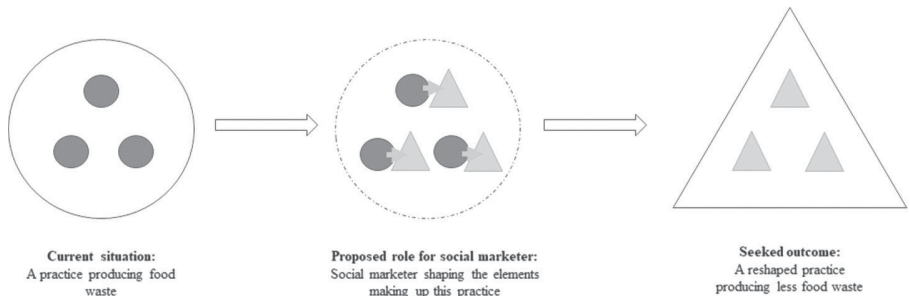 Current situation:
A practice producing food
waste
Proposed role for social marketer:
Social marketer shaping the elements
making up this practice
Seeked outcome:
A reshaped practice
producing less food waste